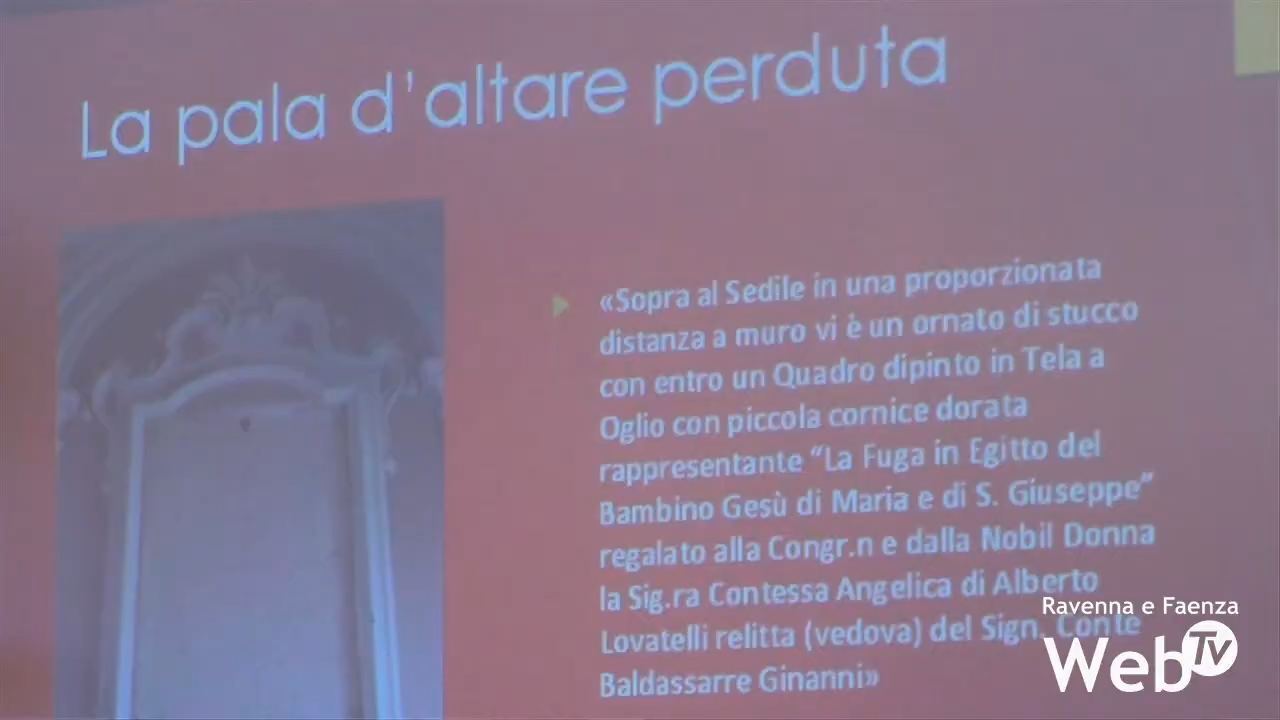 La pala d'altare perduta
«Sopra al Sedile in una proporzionata
distanza a muro vi è un ornato di stucco
con entro un Quadro dipinto in Tela a
Oglio con piccola cornice dorata
rappresentante “La Fuga in Egitto del
Bambino Gesù di Maria e di S. Giuseppe”
regalato alla Congr.n e dalla Nobil Donna
la Sig.ra Contessa Angelica di Alberto
Lovatelli relitta (vedova) del Sign. Conte
Baldassarre Ginanni»
Ravenna e Faenza
WebTV